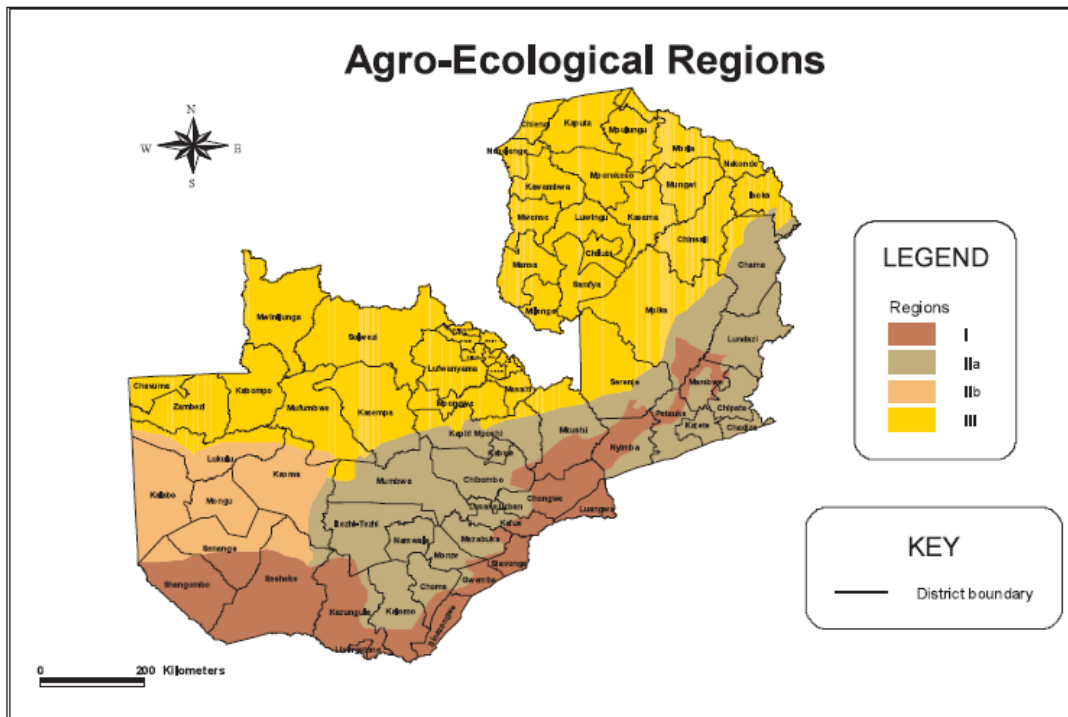 Agro-Ecological Regions
N
W E
S
Chiengi
Kaputa
Mpulungu
Mbala
Nakonde
Isoka
Kawambwa
Mporokoso
Mungwi
Mwense
Luwingu
Kasama
Chinsali
Mansa
Chilubi
Samfya
Milenge
Mpika
Chama
Lundazi
Mwinilunga
Solwezi
Lufwanyama
Masaiti
Mpongwe
Serenje
Mambwe
Chavuma
Zambezi
Kabompo
Mufumbwe
Kasempa
Kapiri Mposhi
Mkushi
Petauke
Chipata
Katete
Chadiza
Nyimba
Lukulu
Kaoma
Kabwe
Kalabo
Mongu
Mumbwa
Chibombo
Chongwe
Luangwa
Lusaka Urban
Kafue
Itezhi-Tezhi
Namwala
Mazabuka
Monze
Senanga
Siavonga
Gwembe
Shangombo
Sesheke
Kazungula
Choma
Kalomo
Sinazongwe
Livingstone
LEGEND
Regions
I
IIa
IIb
III
KEY
District boundary
0 200 Kilometers